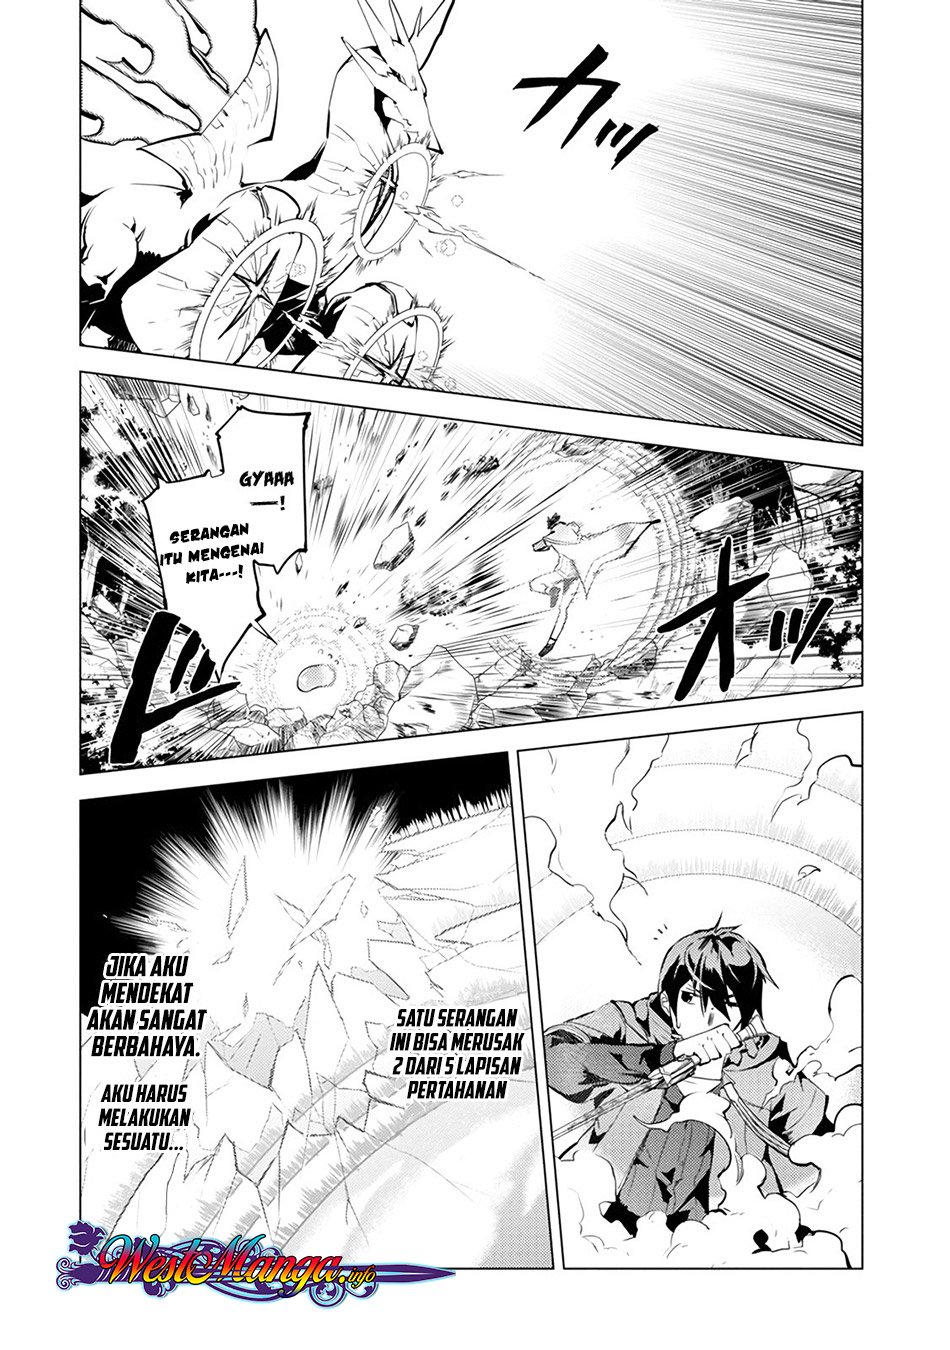 カッ
GYAAA
—!
SERANGAN
ITU MENGENAI
KITA---!
ドォッ
SATU SERANGAN
INI BISA MERUSAK
2 DARI 5 LAPISAN
PERTAHANAN
JIKA AKU
MENDEKAT
AKAN SANGAT
BERBAHAYA.
AKU HARUS
MELAKUKAN
SESUATU...
WestManga.info